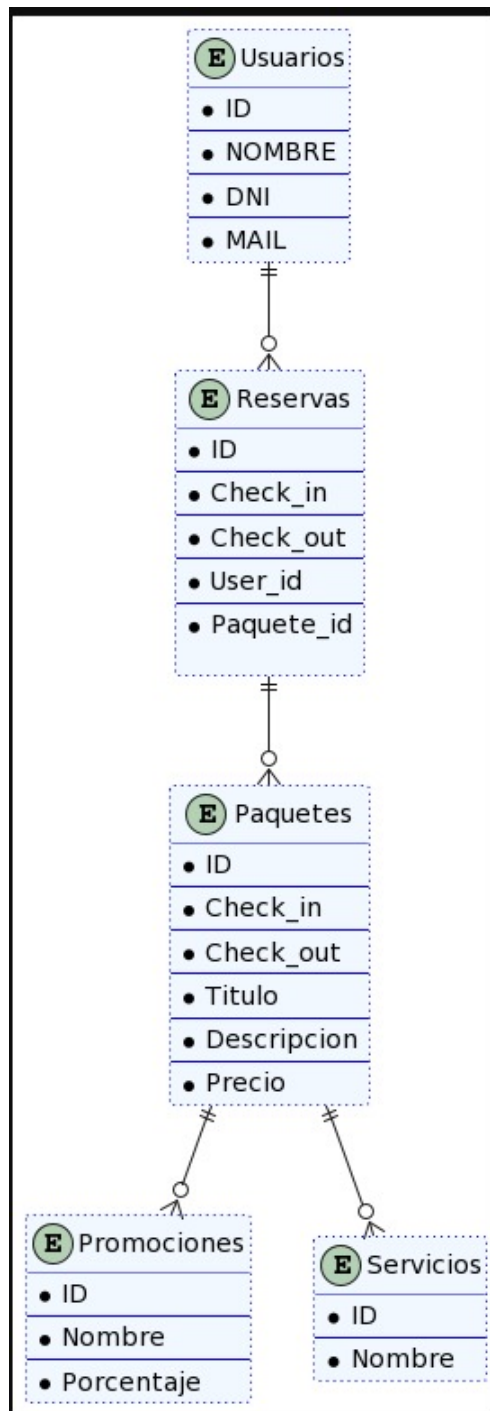 E Usuarios
ID
NOMBRE
DNI
MAIL
E Reservas
ID
Check_in
Check_out
User_id
Paquete_id
E Paquetes
ID
Check_in
Check_out
Titulo
Descripcion
Precio
E Promociones
ID
Nombre
Porcentaje
E Servicios
ID
Nombre